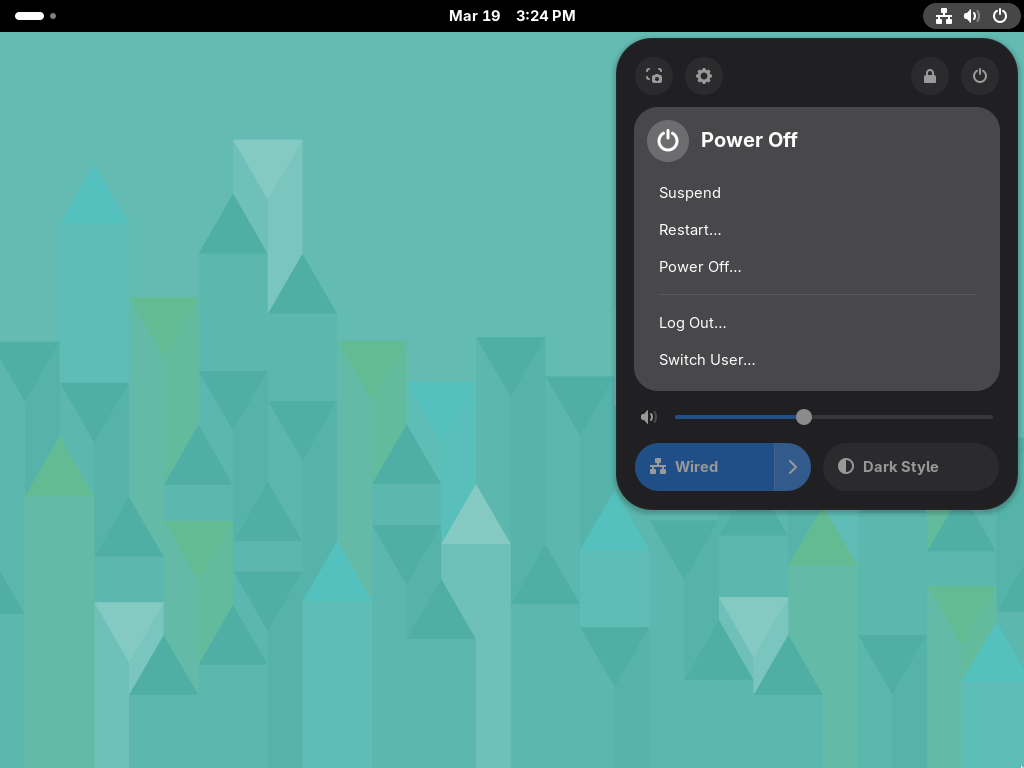 Mar 19 3:24 PM
Power Off
Suspend
Restart...
Power Off...
Log Out...
Switch User...
Wired
Dark Style